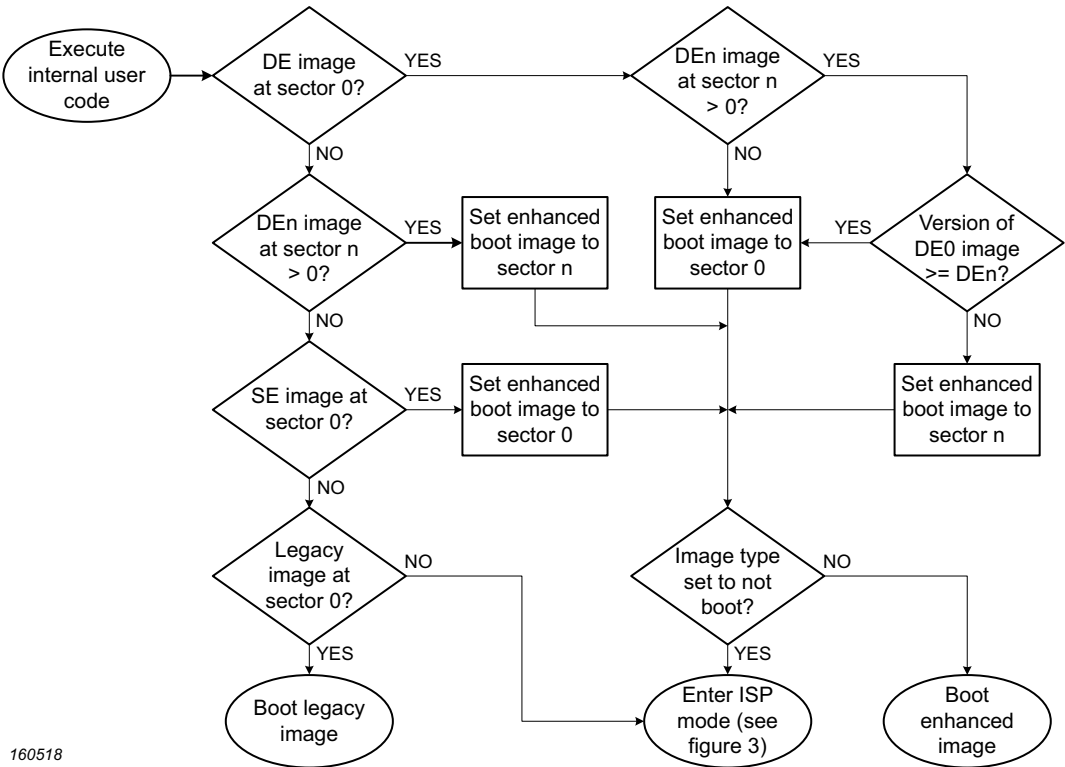 Execute
internal user
code
DE image
at sector 0?
YES
DEn image
at sector n
> 0?
YES
NO
NO
DEn image
at sector n
> 0?
YES
Set enhanced
boot image to
sector n
Set enhanced
boot image to
sector 0
YES
Version of
DE0 image
>= DEn?
NO
NO
SE image at
sector 0?
YES
Set enhanced
boot image to
sector 0
Set enhanced
boot image to
sector n
NO
Legacy
image at
sector 0?
NO
Image type
set to not
boot?
NO
YES
YES
Boot legacy
image
Enter ISP
mode (see
figure 3)
Boot
enhanced
image
160518